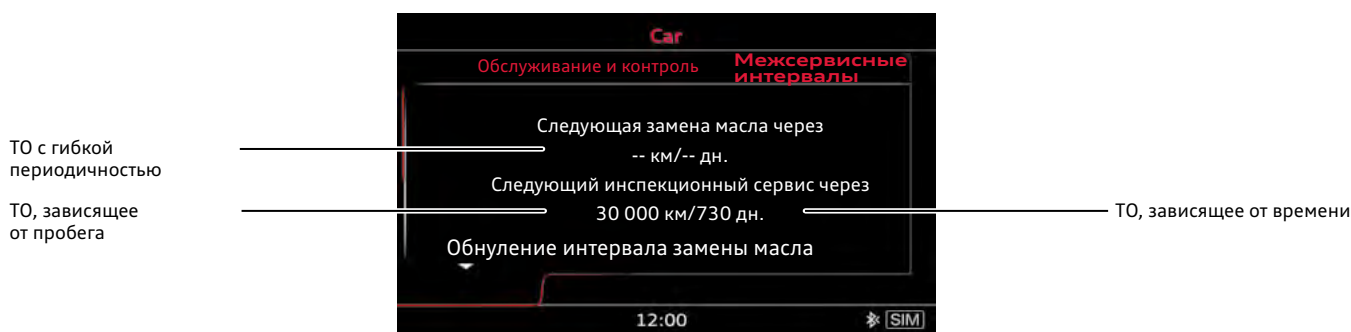 Car
Обслуживание и контроль
Межсервисные
интервалы
Следующая замена масла через
-- км/-- дн.
Следующий инспекционный сервис через
30 000 км/730 дн.
Обнуление интервала замены масла
12:00
SIM
ТО с гибкой
периодичностью
ТО, зависящее
от пробега
ТО, зависящее от времени